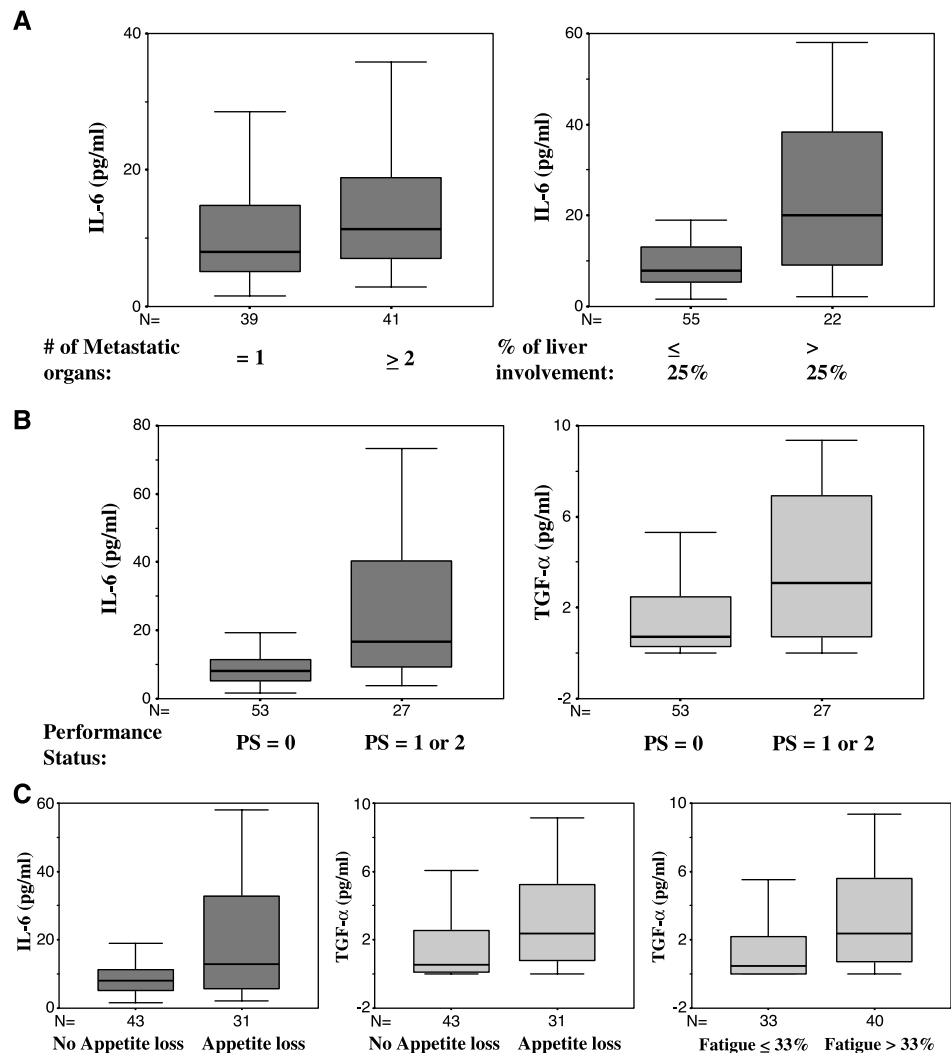 A
40
20
0
IL-6 (pg/ml)
N=
39
41
# of Metastatic
organs:
= 1
≥ 2
60
40
20
0
IL-6 (pg/ml)
N=
55
22
% of liver
involvement:
≤
25%
>
25%
B
80
60
40
20
0
IL-6 (pg/ml)
N=
53
27
Performance
Status:
PS = 0
PS = 1 or 2
10
6
2
-2
TGF-α (pg/ml)
N=
53
27
PS = 0
PS = 1 or 2
C
60
40
20
0
IL-6 (pg/ml)
N=
43
31
No Appetite loss
Appetite loss
10
6
2
-2
TGF-α (pg/ml)
N=
43
31
No Appetite loss
Appetite loss
10
6
2
-2
TGF-α (pg/ml)
N=
33
40
Fatigue ≤ 33%
Fatigue > 33%